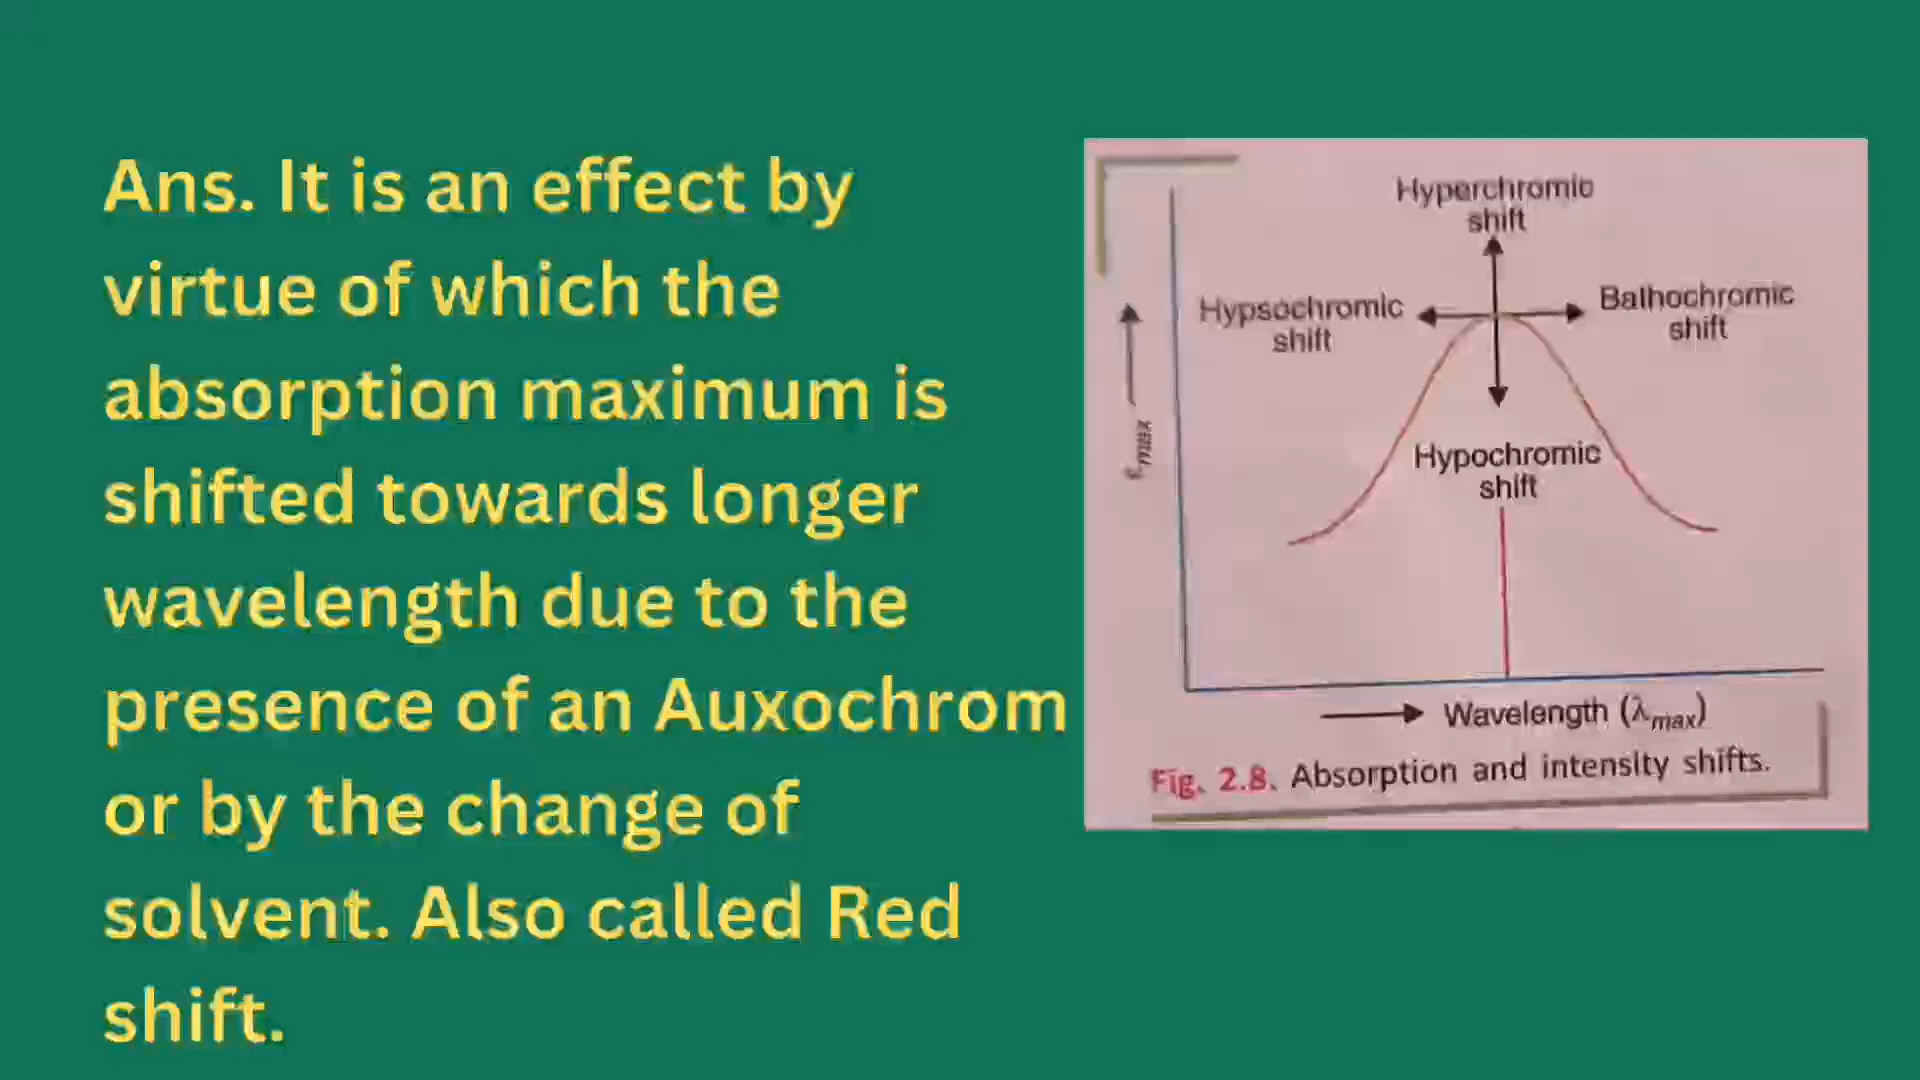 Ans. It is an effect by
virtue of which the
absorption maximum is
shifted towards longer
wavelength due to the
presence of an Auxochrom
or by the change of
solvent. Also called Red
shift.
Hyperchromic
shift
Hypsochromic
shift
Bathochromic
shift
εmax
Hypochromic
shift
Wavelength (λmax)
Fig. 2.8. Absorption and intensity shifts.